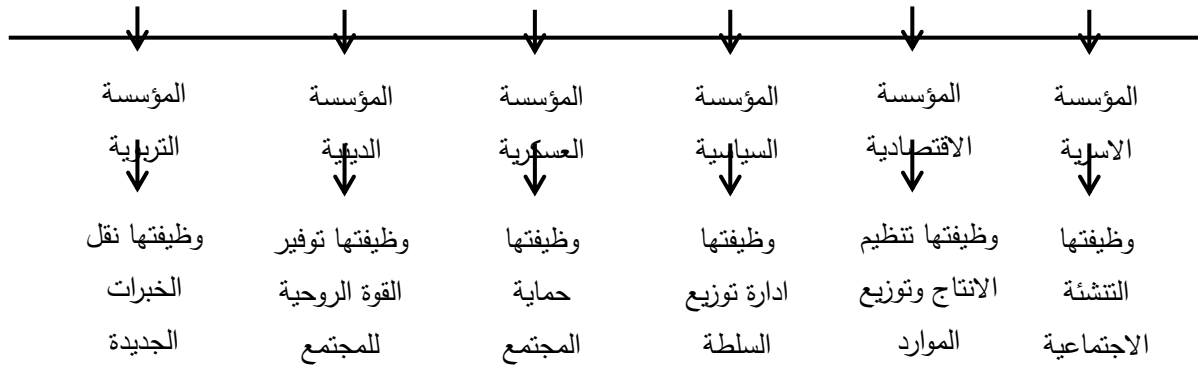 المؤسسة
الاسرية
وظيفتها
التنشئة
الاجتماعية
المؤسسة
الاقتصادية
وظيفتها تنظيم
الانتاج وتوزيع
الموارد
المؤسسة
السياسية
وظيفتها
ادارة توزيع
السلطة
المؤسسة
العسكرية
وظيفتها
حماية
المجتمع
المؤسسة
الدينية
وظيفتها توفير
القوة الروحية
للمجتمع
المؤسسة
التربوية
وظيفتها نقل
الخبرات
الجديدة